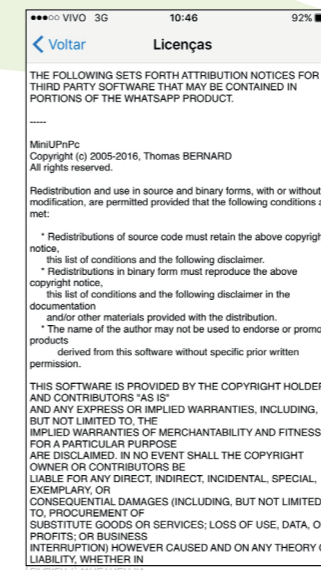 ●●●○○ VIVO 3G 10:46 92%
Voltar Licenças
THE FOLLOWING SETS FORTH ATTRIBUTION NOTICES FOR
THIRD PARTY SOFTWARE THAT MAY BE CONTAINED IN
PORTIONS OF THE WHATSAPP PRODUCT.
-----
MiniUPnPc
Copyright (c) 2005-2016, Thomas BERNARD
All rights reserved.
Redistribution and use in source and binary forms, with or without
modification, are permitted provided that the following conditions
met:
* Redistributions of source code must retain the above
notice,
this list of conditions and the following disclaimer.
* Redistributions in binary form must reproduce the above
copyright notice,
this list of conditions and the following disclaimer in the
documentation
and/or other materials provided with the distribution.
* The name of the author may not be used to endorse or
products
derived from this software without specific prior written
permission.
THIS SOFTWARE IS PROVIDED BY THE COPYRIGHT
AND CONTRIBUTORS "AS IS"
AND ANY EXPRESS OR IMPLIED WARRANTIES, INCLUDING,
BUT NOT LIMITED TO, THE
IMPLIED WARRANTIES OF MERCHANTABILITY AND FITNESS
FOR A PARTICULAR PURPOSE
ARE DISCLAIMED. IN NO EVENT SHALL THE COPYRIGHT
OWNER OR CONTRIBUTORS BE
LIABLE FOR ANY DIRECT, INDIRECT, INCIDENTAL, SPECIAL,
EXEMPLARY, OR
CONSEQUENTIAL DAMAGES (INCLUDING, BUT NOT LIMITED
TO, PROCUREMENT OF
SUBSTITUTE GOODS OR SERVICES; LOSS OF USE, DATA,
PROFITS; OR BUSINESS
INTERRUPTION) HOWEVER CAUSED AND ON ANY THEORY
LIABILITY, WHETHER IN